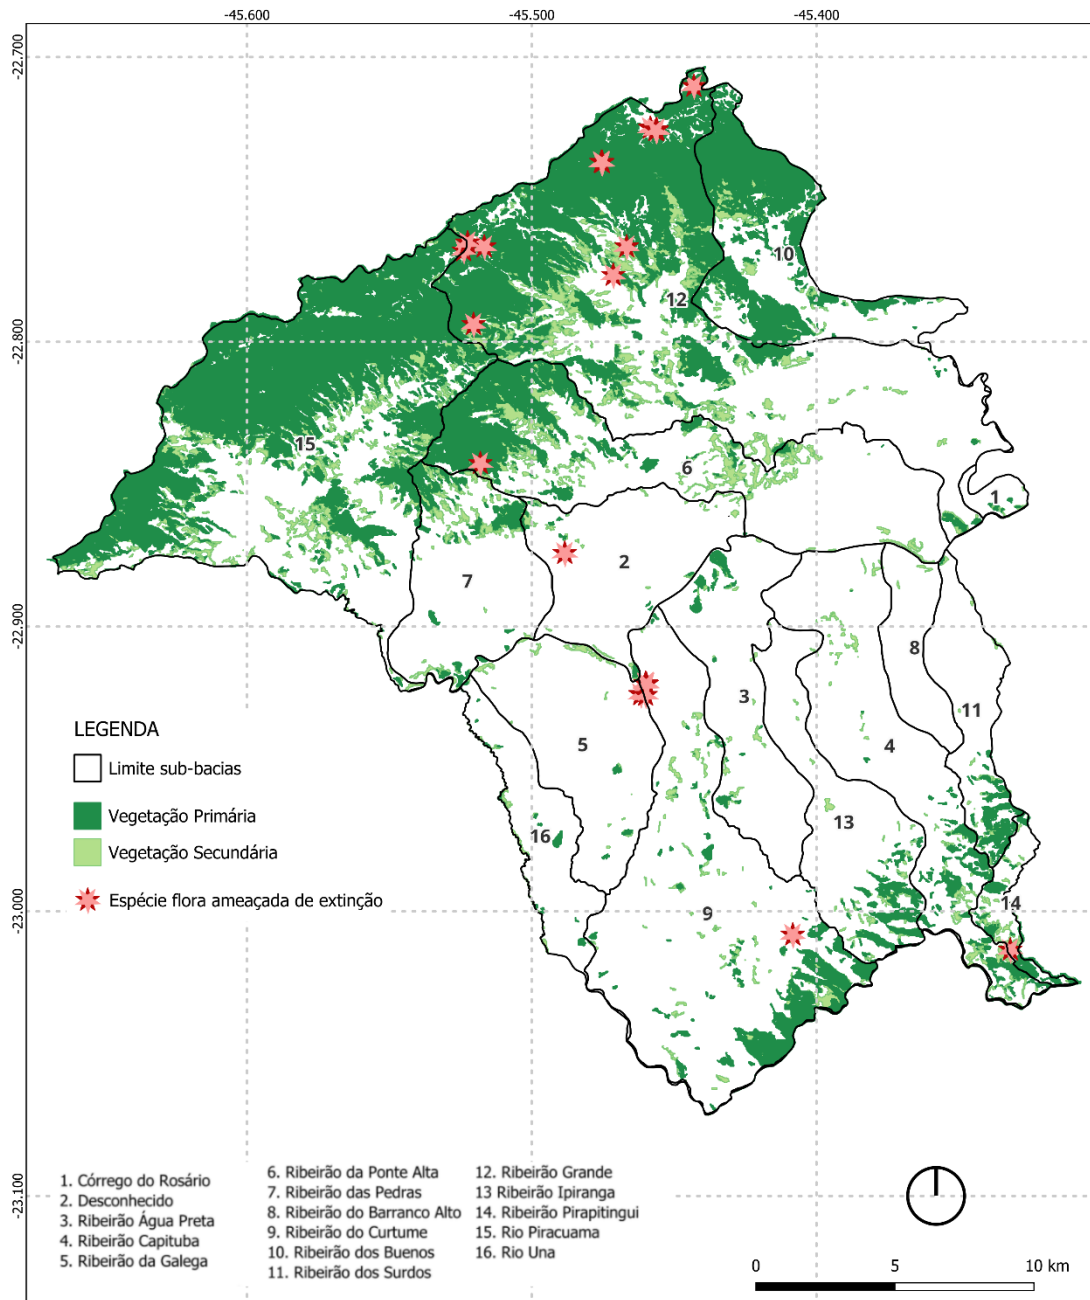 -45.600
-45.500
-45.400
-22.700
10
12
-22.800
15
6
1
2
7
-22.900
8
3
11
5
4
LEGENDA
Limite sub-bacias
Vegetação Primária
Vegetação Secundária
Espécie flora ameaçada de extinção
16
13
14
9
-23.000
-23.100
1. Córrego do Rosário
2. Desconhecido
3. Ribeirão Água Preta
4. Ribeirão Capituba
5. Ribeirão da Galega
6. Ribeirão da Ponte Alta
7. Ribeirão das Pedras
8. Ribeirão do Barranco Alto
9. Ribeirão do Curtume
10. Ribeirão dos Buenos
11. Ribeirão dos Surdos
12. Ribeirão Grande
13 Ribeirão Ipiranga
14. Ribeirão Pirapitingui
15. Rio Piracuama
16. Rio Una
0 5 10 km